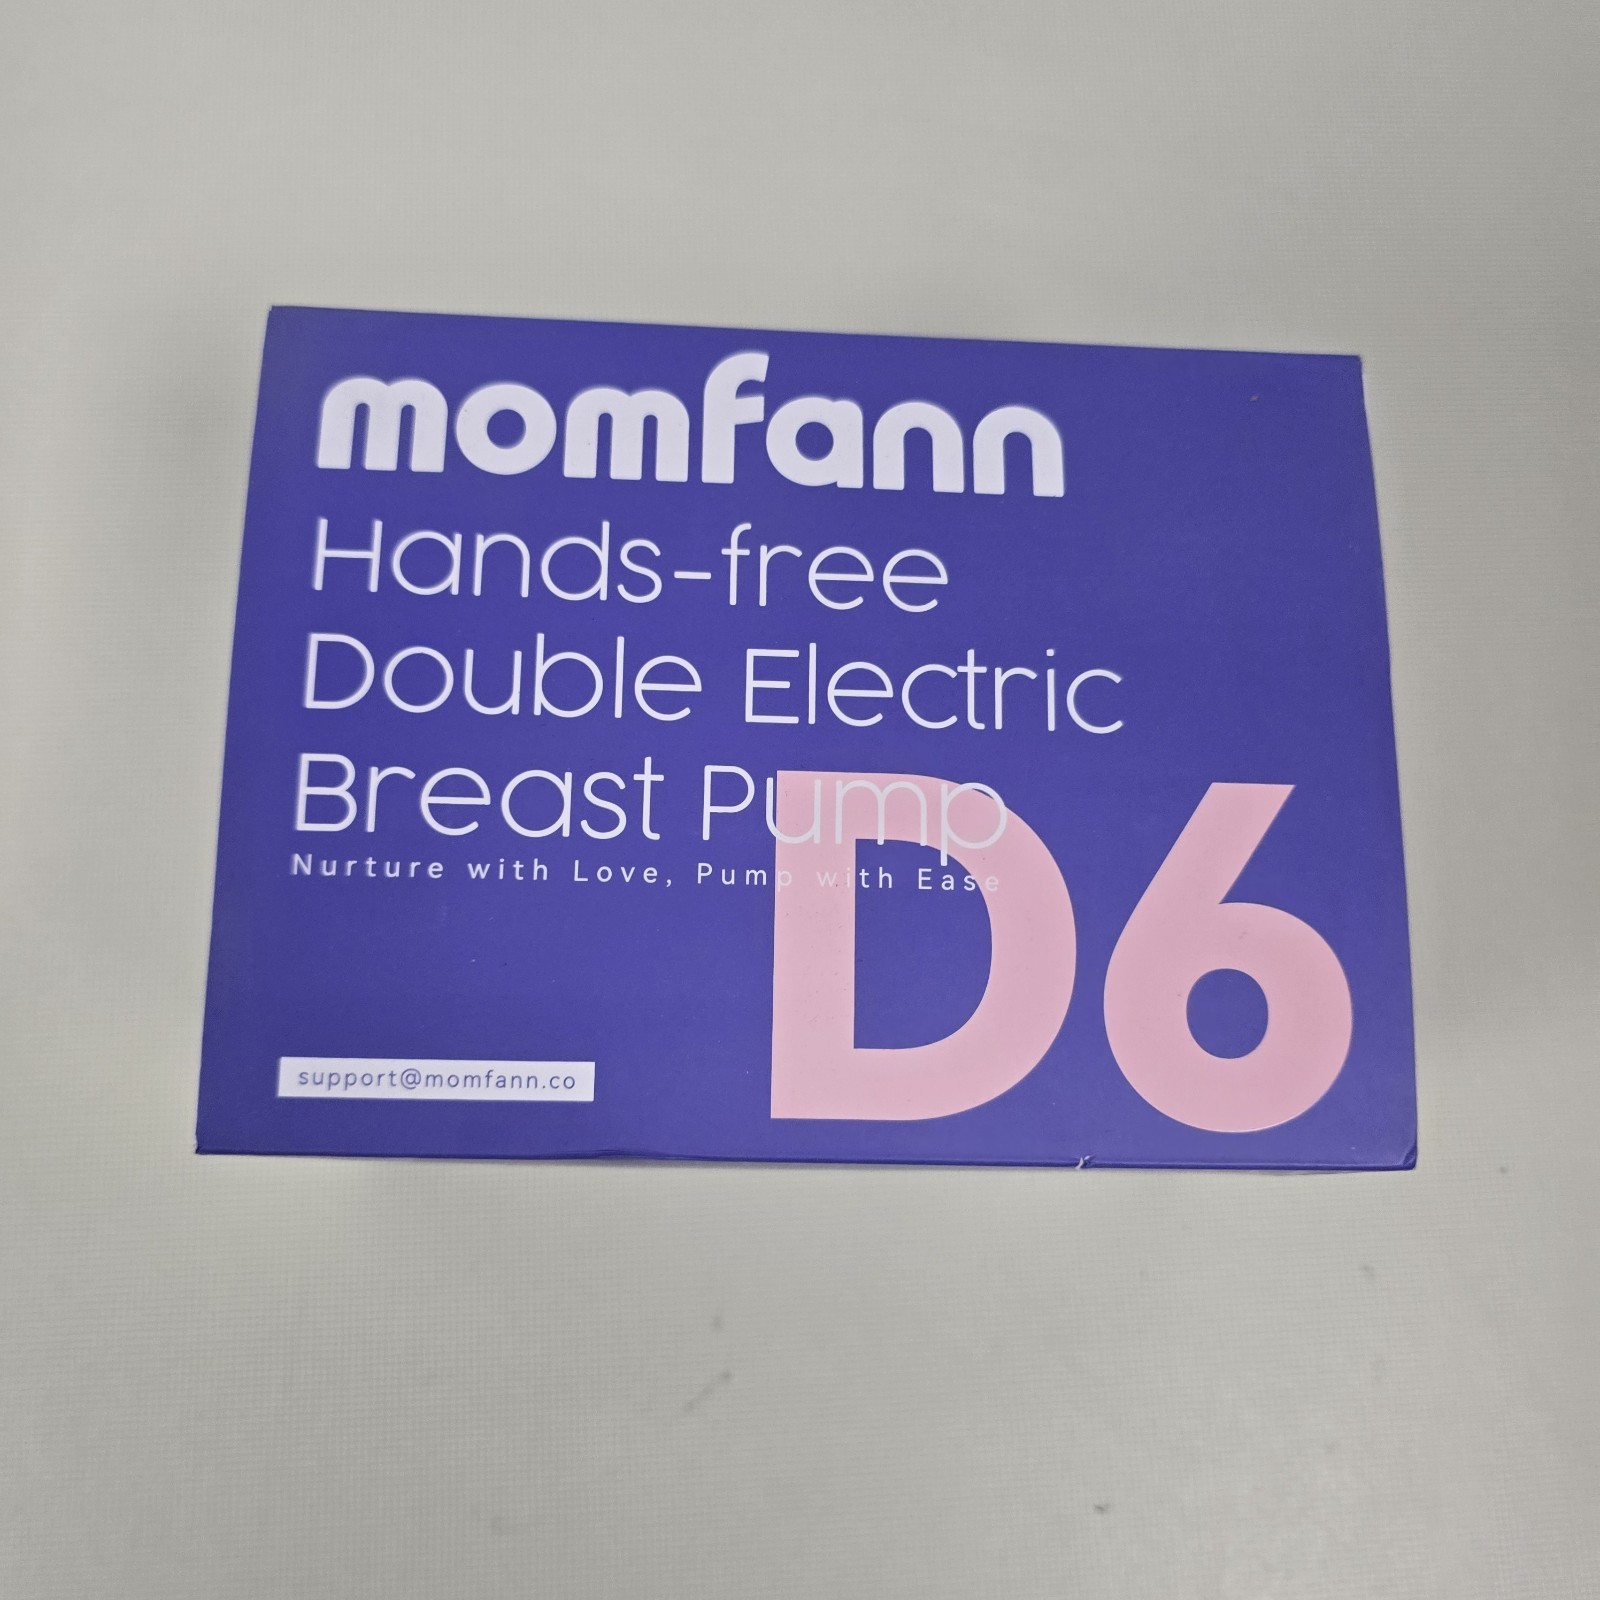 momfann
Hands-free
Double Electric
Breast Pump
Nurture with Love, Pump with Ease
D6
support@momfann.co